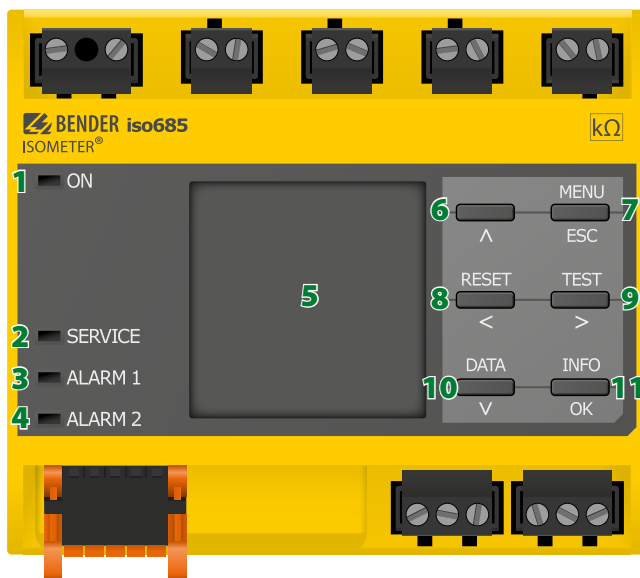 BENDER iso685
kΩ
ISOMETER®
1 ON
MENU
6 7
∧ ESC
5
RESET TEST
8 9
< >
2 SERVICE
3 ALARM 1
DATA INFO
10 11
4 ALARM 2
∨ OK